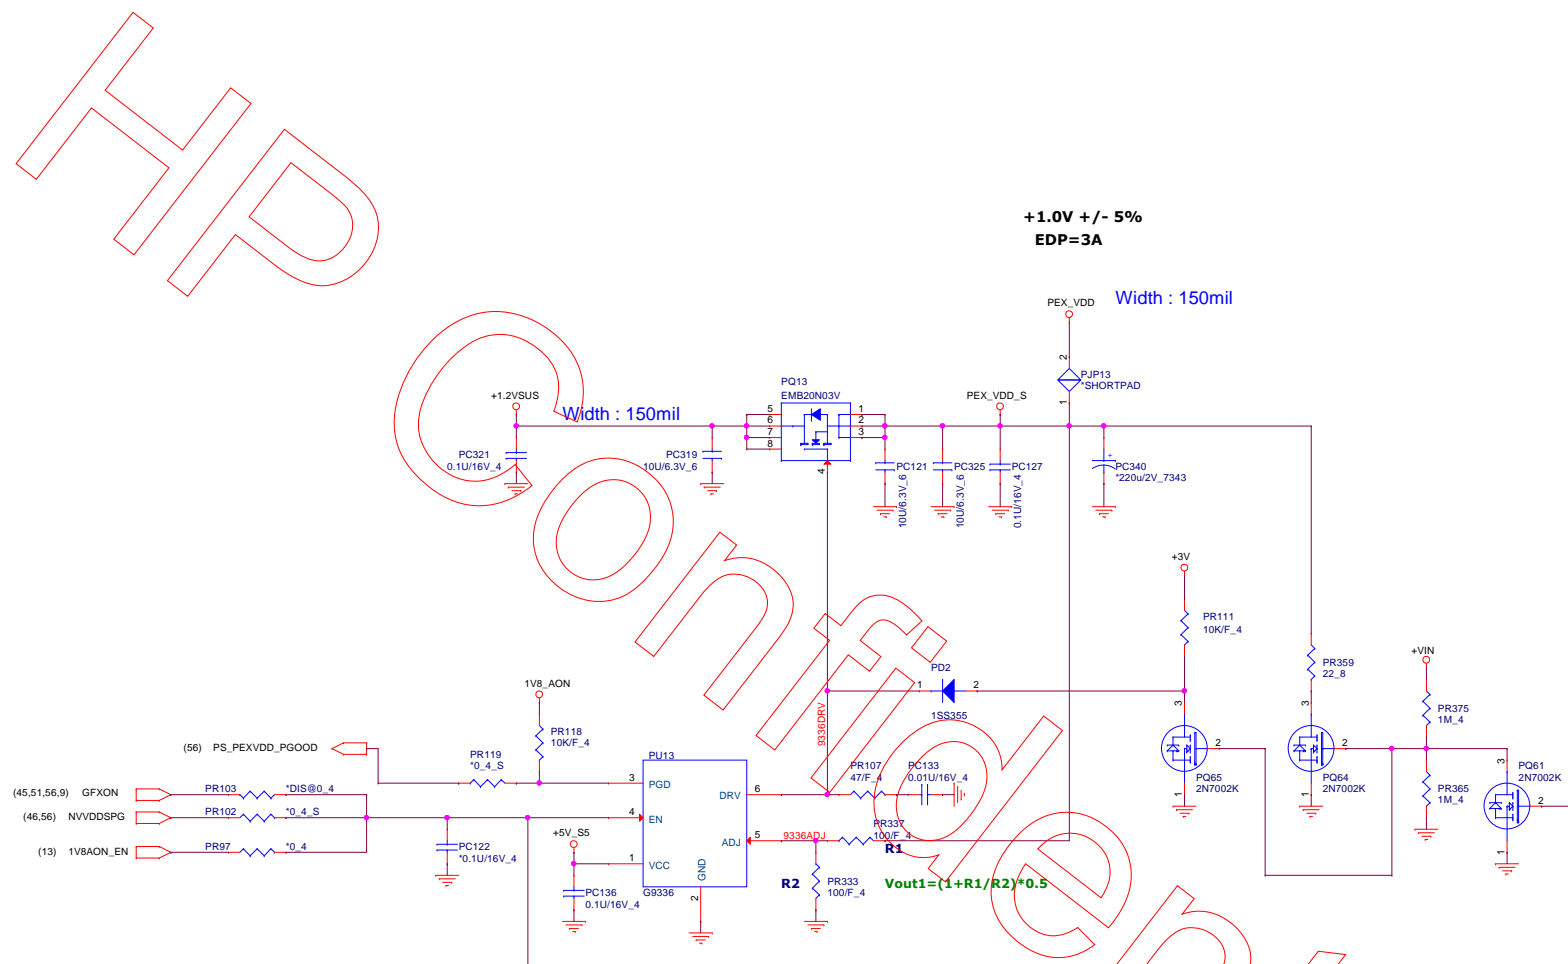 HP
Confiden
+1.0V +/- 5%
EDP=3A
PEX_VDD
Width : 150mil
2
PJP13
*SHORTPAD
1
+1.2VSUS
Width : 150mil
PQ13
EMB20N03V
5
6
7
8
1
2
3
4
PEX_VDD_S
PC321
0.1U/16V_4
PC319
10U/6.3V_6
PC121
10U/6.3V_6
PC325
10U/6.3V_6
PC127
0.1U/16V_4
+
PC340
*220u/2V_7343
+3V
PR111
10K/F_4
PR359
22_8
+VIN
PR375
1M_4
PD2
1
2
1SS355
9336DRV
3
2
PQ65
2N7002K
1
3
2
PQ64
2N7002K
1
PR365
1M_4
3
PQ61
2N7002K
2
1
1V8_AON
PR118
10K/F_4
(56) PS_PEXVDD_PGOOD
PR119
*0_4_S
PU13
3
PGD
4
EN
1
VCC
GND
2
DRV
6
ADJ
5
G9336
PR107
47/F_4
PC133
0.01U/16V_4
(45,51,56,9) GFXON
PR103
*DIS@0_4
(46,56) NVVDDSPG
PR102
*0_4_S
(13) 1V8AON_EN
PR97
*0_4
PC122
*0.1U/16V_4
+5V_S5
PC136
0.1U/16V_4
9336ADJ
PR337
100/F_4
R1
R2
PR333
100/F_4
Vout1=(1+R1/R2)*0.5